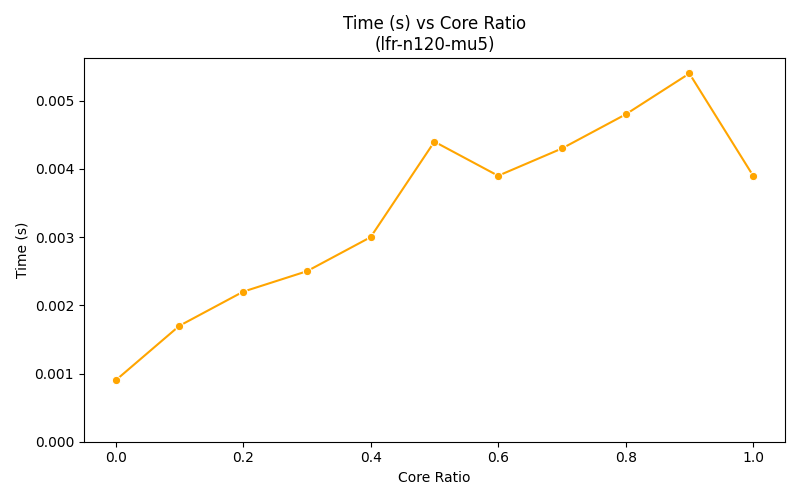 Time (s) vs Core Ratio
(lfr-n120-mu5)
0.005
0.004
0.003
0.002
0.001
0.000
Time (s)
0.0 0.2 0.4 0.6 0.8 1.0
Core Ratio